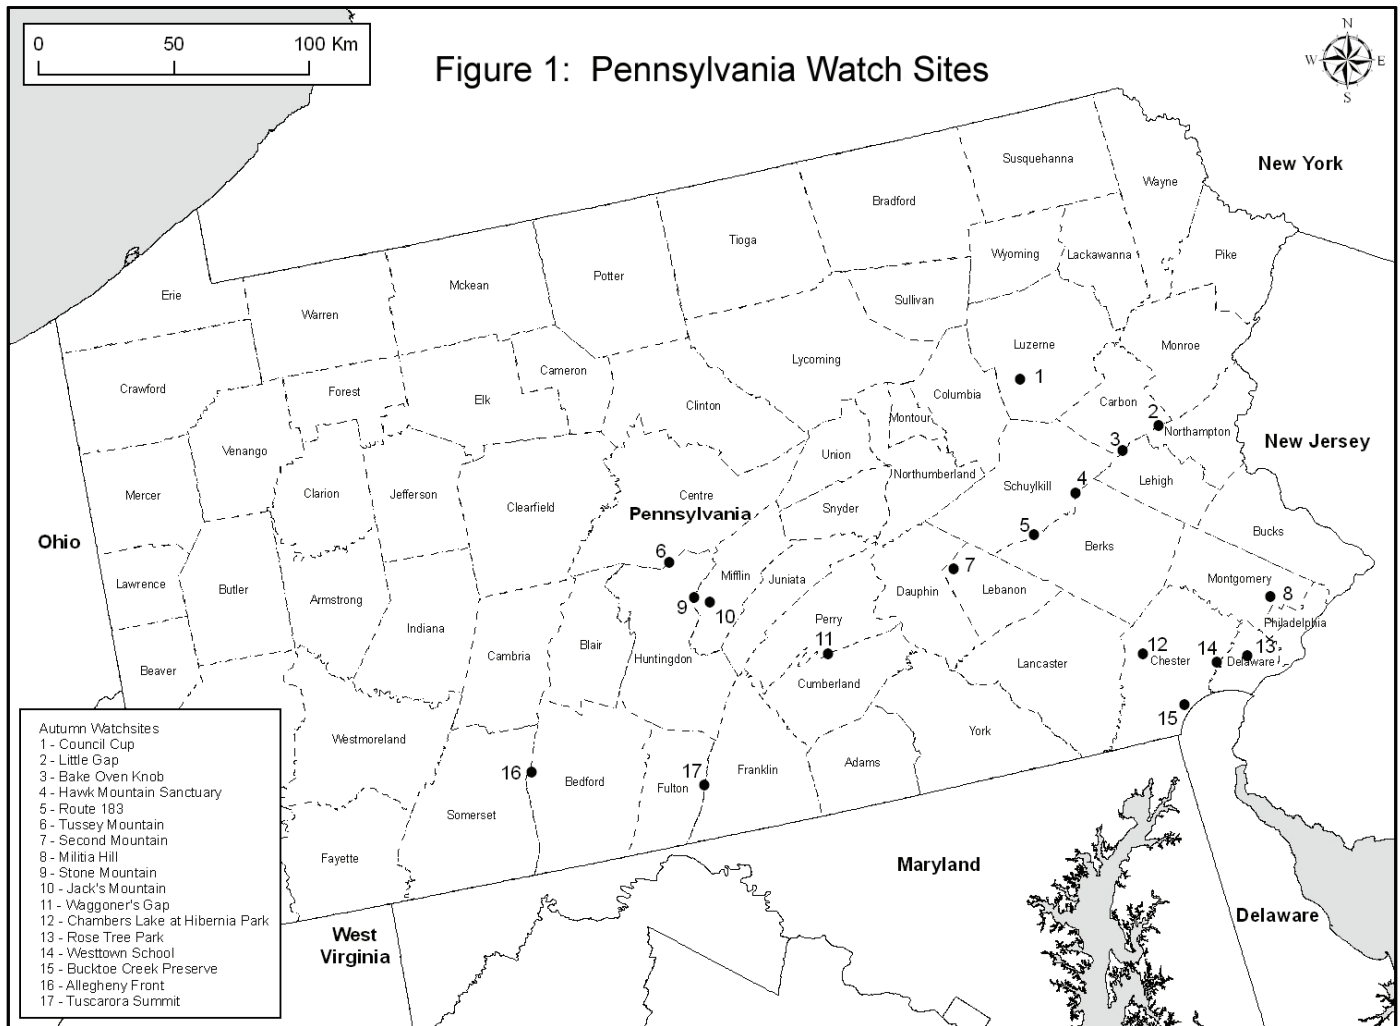 0 50 100 Km
Figure 1: Pennsylvania Watch Sites
N
W E
S
New York
Susquehanna
Wayne
Bradford
Tioga
Wyoming
Lackawanna
Pike
Potter
Mckean
Erie
Warren
Sullivan
Luzerne
Monroe
Lycoming
Cameron
1
Crawford
Forest
Elk
Clinton
Columbia
Carbon
2
Montour
Northampton
3
New Jersey
Venango
Union
Northumberland
4
Lehigh
Schuylkill
Mercer
Clarion
Jefferson
Clearfield
Centre
Pennsylvania
Snyder
5
Bucks
Ohio
6
Berks
7
Lawrence
Butler
Armstrong
Mifflin
Juniata
Dauphin
Lebanon
Montgomery
8
9
10
Indiana
Perry
Philadelphia
11
12
14
13
Beaver
Cambria
Blair
Huntingdon
Lancaster
Chester
Delaware
Cumberland
15
Westmoreland
York
16
Bedford
17
Fulton
Franklin
Adams
Somerset
Fayette
Maryland
Delaware
West
Virginia
Autumn Watchsites
1 - Council Cup
2 - Little Gap
3 - Bake Oven Knob
4 - Hawk Mountain Sanctuary
5 - Route 183
6 - Tussey Mountain
7 - Second Mountain
8 - Militia Hill
9 - Stone Mountain
10 - Jack's Mountain
11 - Waggoner's Gap
12 - Chambers Lake at Hibernia Park
13 - Rose Tree Park
14 - Westtown School
15 - Bucktoe Creek Preserve
16 - Allegheny Front
17 - Tuscarora Summit